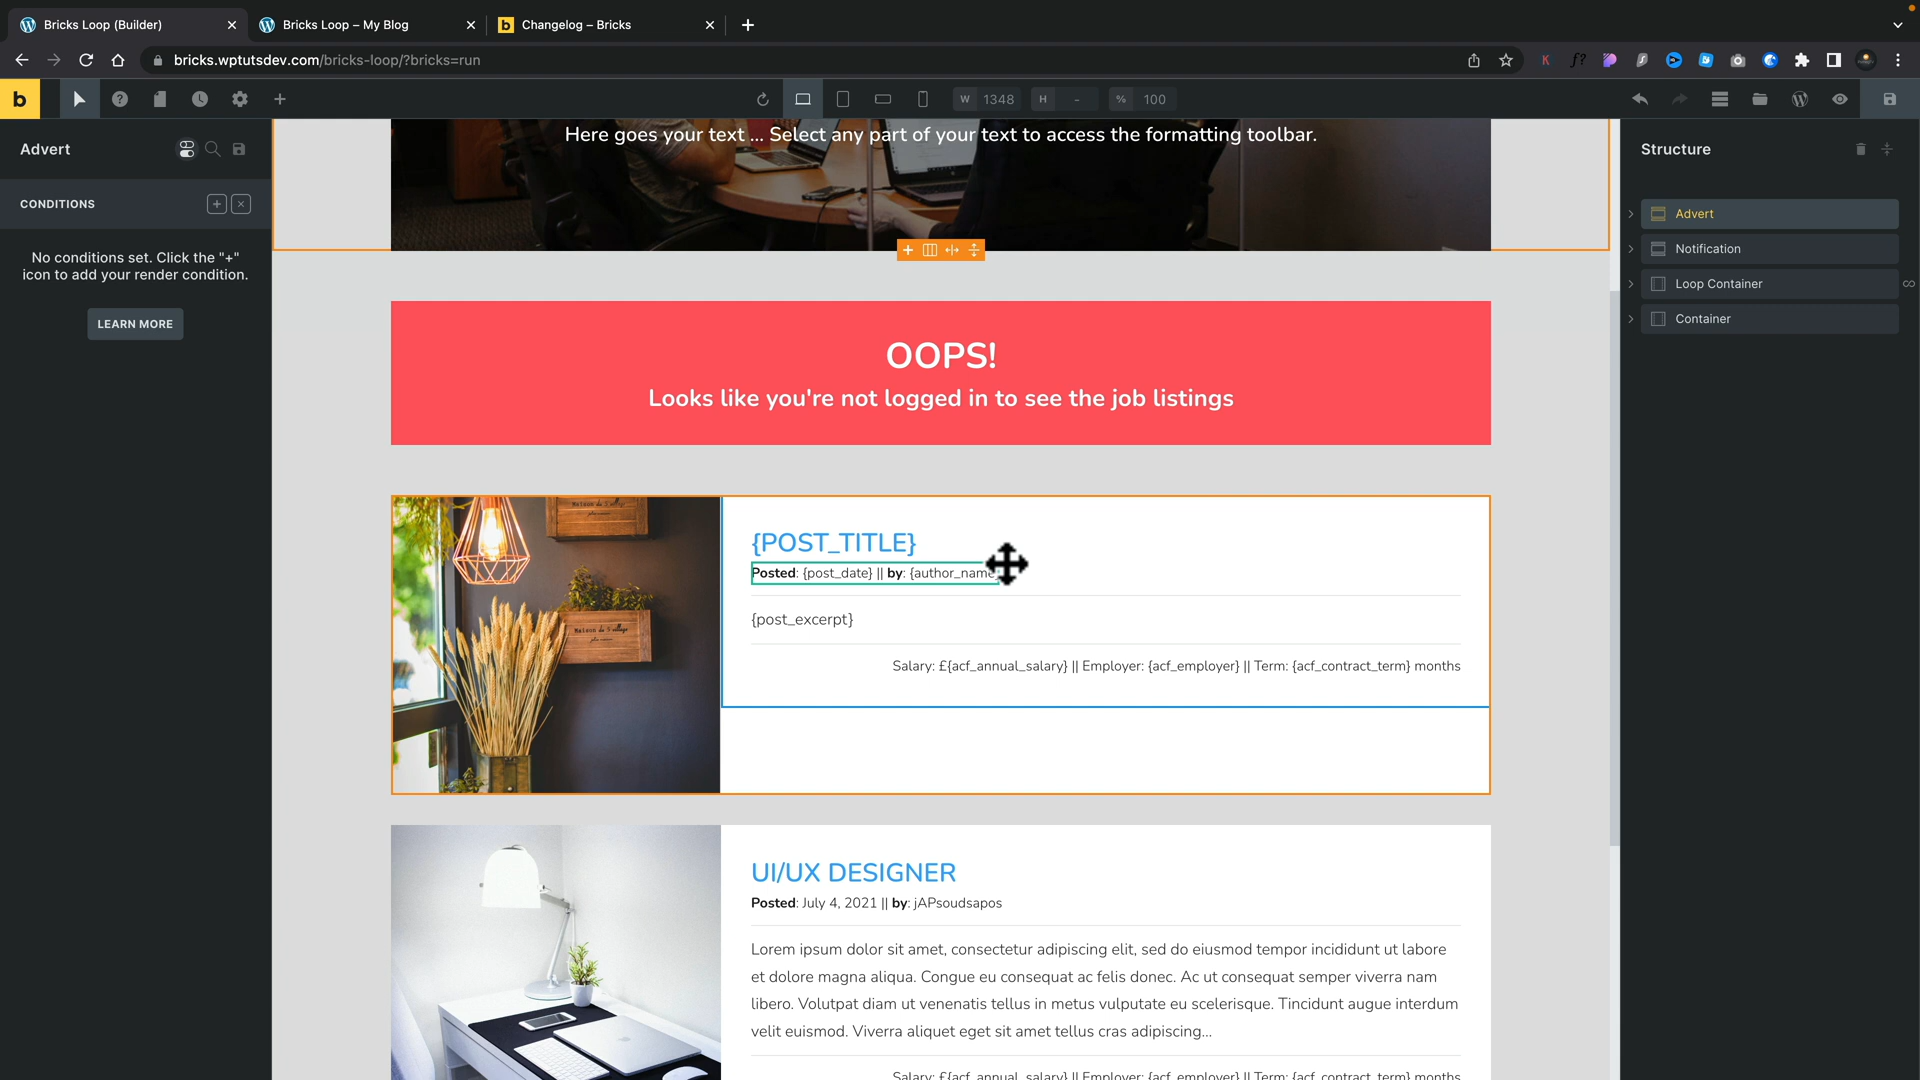 Bricks Loop (Builder)
Bricks Loop – My Blog
b Changelog – Bricks
bricks.wptutsdev.com/bricks-loop/?bricks=run
K
f?
b
W 1348
H -
% 100
Advert
CONDITIONS
No conditions set. Click the "+"
icon to add your render condition.
LEARN MORE
Here goes your text ... Select any part of your text to access the formatting toolbar.
OOPS!
Looks like you're not logged in to see the job listings
{POST_TITLE}
Posted: {post_date} || by: {author_name
{post_excerpt}
Salary: £{acf_annual_salary} || Employer: {acf_employer} || Term: {acf_contract_term} months
UI/UX DESIGNER
Posted: July 4, 2021 || by: jAPsoudsapos
Lorem ipsum dolor sit amet, consectetur adipiscing elit, sed do eiusmod tempor incididunt ut labore
et dolore magna aliqua. Congue eu consequat ac felis donec. Ac ut consequat semper viverra nam
libero. Volutpat diam ut venenatis tellus in metus vulputate eu scelerisque. Tincidunt augue interdum
velit euismod. Viverra aliquet eget sit amet tellus cras adipiscing...
Salary: £{acf_annual_salary} || Employer: {acf_employer} || Term: {acf_contract_term} months
Structure
Advert
Notification
Loop Container
Container